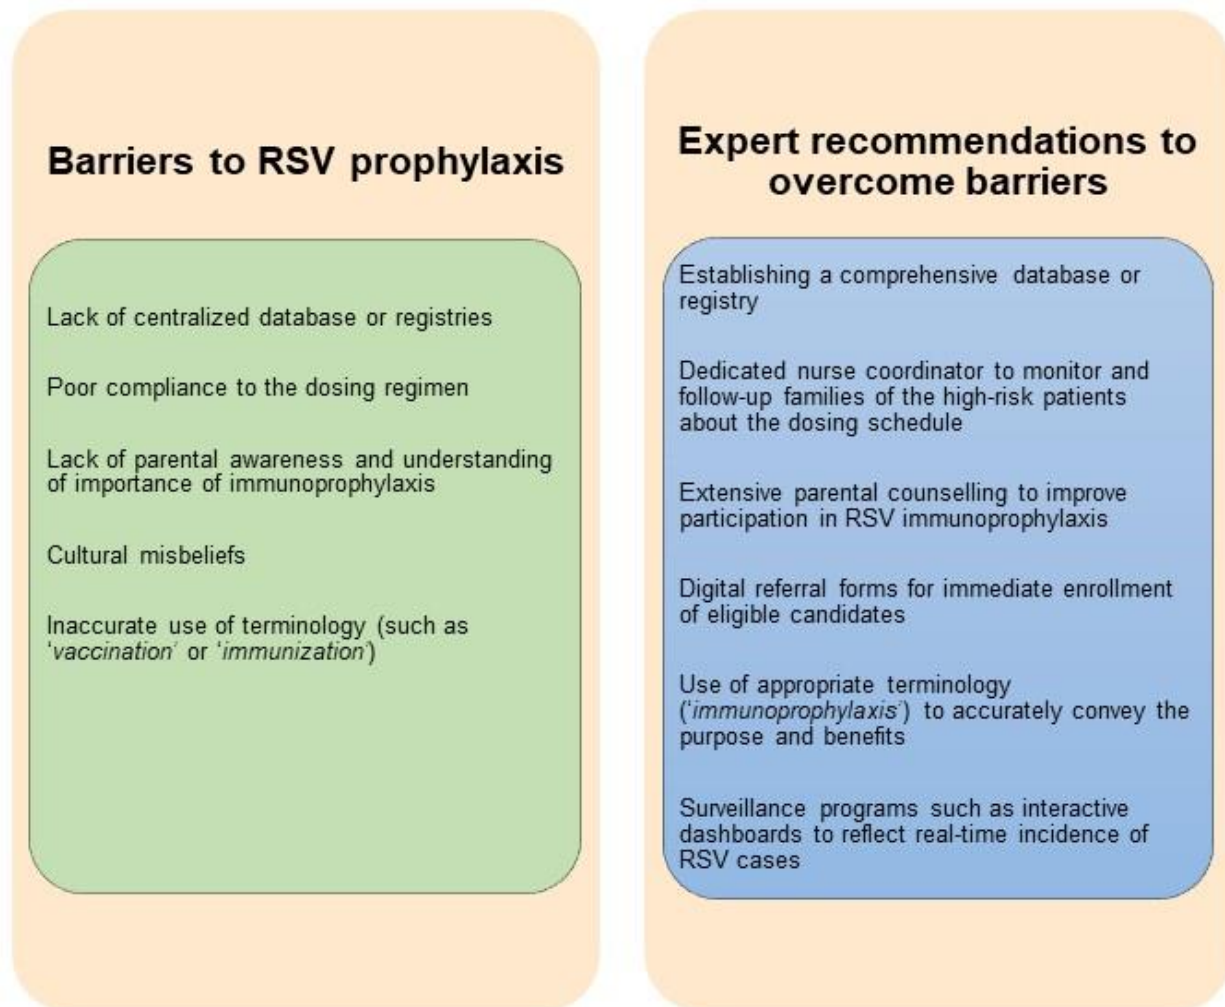 Barriers to RSV prophylaxis
Lack of centralized database or registries
Poor compliance to the dosing regimen
Lack of parental awareness and understanding
of importance of immunoprophylaxis
Cultural misbeliefs
Inaccurate use of terminology (such as
‘vaccination’ or ‘immunization’)
Expert recommendations to
overcome barriers
Establishing a comprehensive database or
registry
Dedicated nurse coordinator to monitor and
follow-up families of the high-risk patients
about the dosing schedule
Extensive parental counselling to improve
participation in RSV immunoprophylaxis
Digital referral forms for immediate enrollment
of eligible candidates
Use of appropriate terminology
(‘immunoprophylaxis’) to accurately convey the
purpose and benefits
Surveillance programs such as interactive
dashboards to reflect real-time incidence of
RSV cases